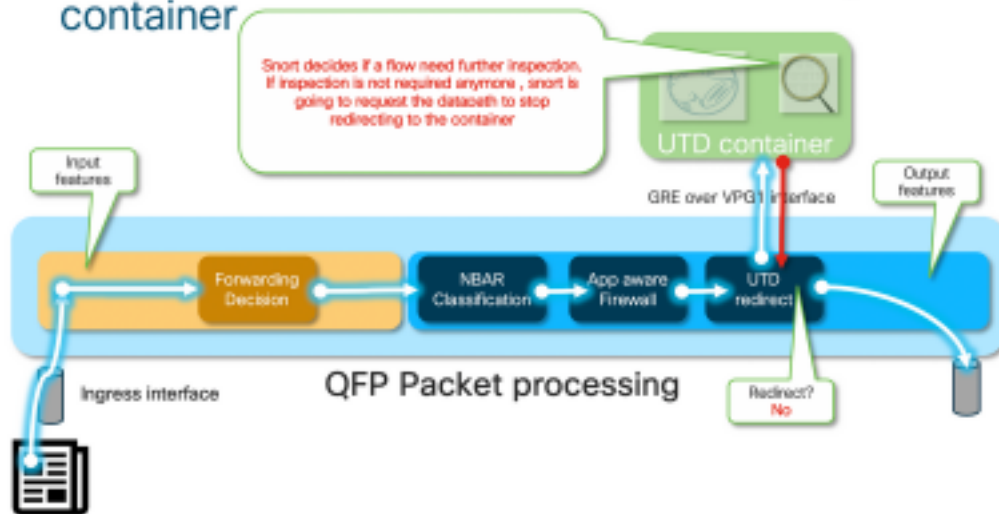 container
Snort decides if a flow need further inspection.
If inspection is not required anymore , snort is
going to request the datapath to stop
redirecting to the container
UTD container
Input
features
Output
features
GRE over VPG1 interface
Forwarding
Decision
NBAR
Classification
App aware
Firewall
UTD
redirect
Ingress interface
QFP Packet processing
Redirect?
No